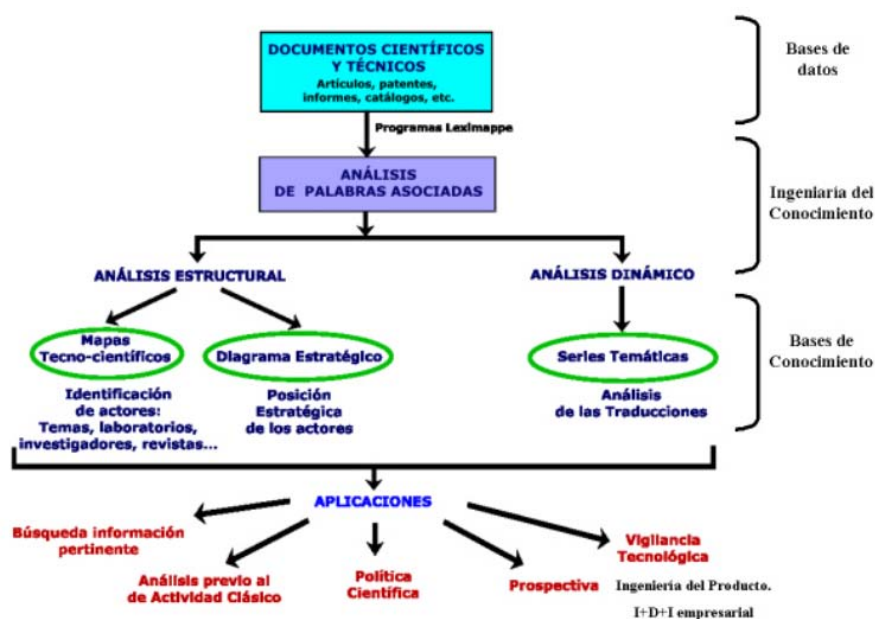 DOCUMENTOS CIENTÍFICOS
Y TÉCNICOS
Artículos, patentes,
informes, catálogos, etc.
Bases de
datos
Programas Leximappe
ANÁLISIS
DE PALABRAS ASOCIADAS
Ingeniaría del
Conocimiento
ANÁLISIS ESTRUCTURAL
ANÁLISIS DINÁMICO
Mapas
Tecno-científicos
Diagrama Estratégico
Series Temáticas
Bases de
Conocimiento
Identificación
de actores:
Temas, laboratorios,
investigadores, revistas...
Posición
Estratégica
de los actores
Análisis
de las Traducciones
APLICACIONES
Búsqueda información
pertinente
Análisis previo al
de Actividad Clásico
Política
Científica
Prospectiva
Vigilancia
Tecnológica
Ingeniería del Producto.
I+D+I empresarial